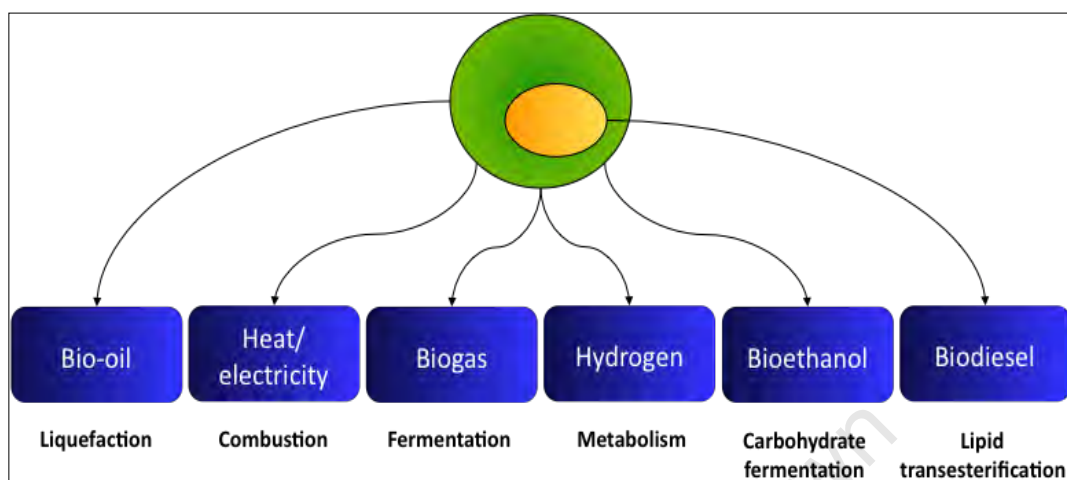 Bio-oil
Heat/
electricity
Biogas
Hydrogen
Bioethanol
Biodiesel
Liquefaction
Combustion
Fermentation
Metabolism
Carbohydrate
fermentation
Lipid
transesterification